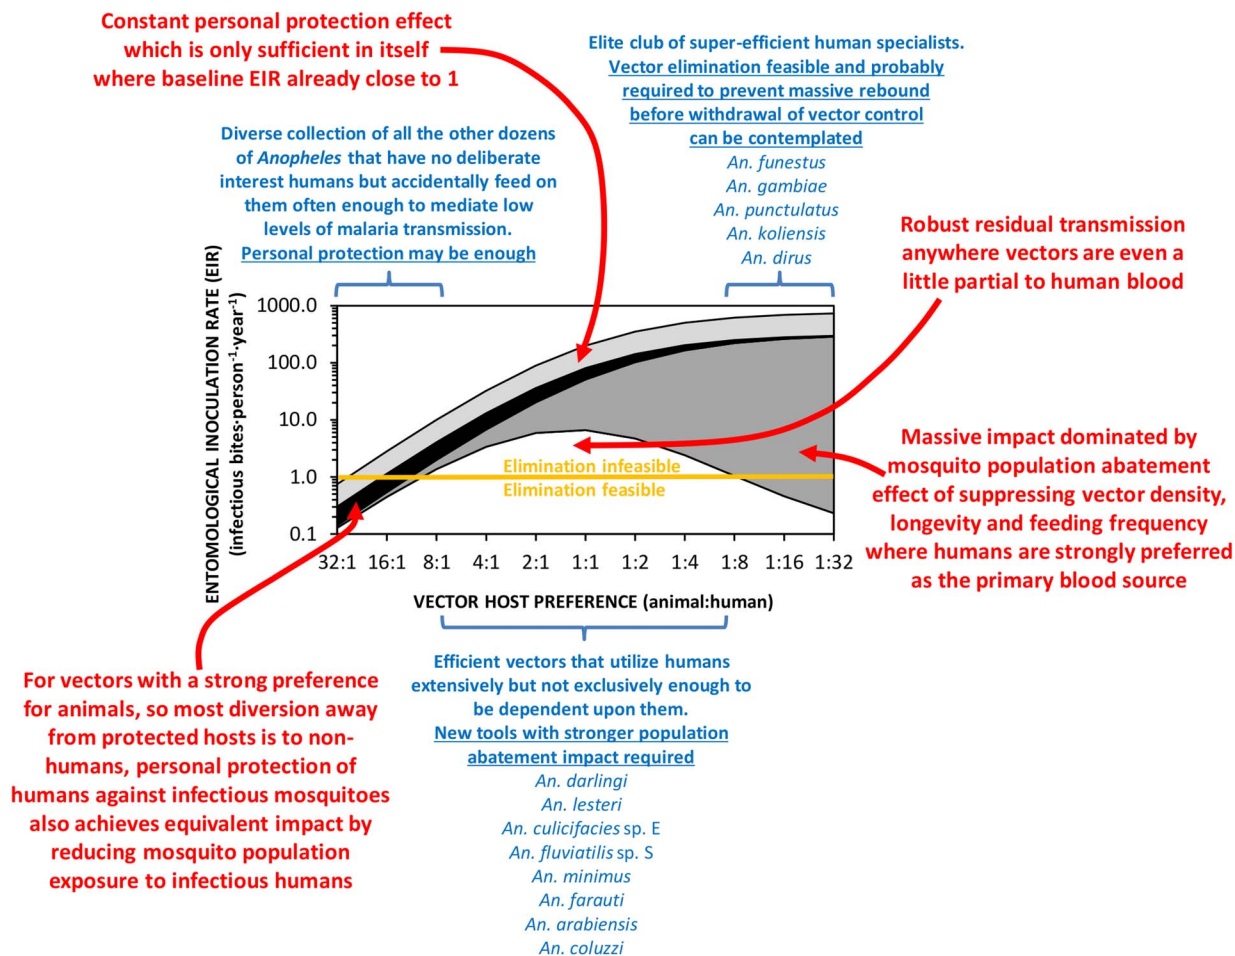 Constant personal protection effect
which is only sufficient in itself
where baseline EIR already close to 1
Elite club of super-efficient human specialists.
Vector elimination feasible and probably
required to prevent massive rebound
before withdrawal of vector control
can be contemplated
An. funestus
An. gambiae
An. punctulatus
An. koliensis
An. dirus
Diverse collection of all the other dozens
of Anopheles that have no deliberate
interest humans but accidentally feed on
them often enough to mediate low
levels of malaria transmission.
Personal protection may be enough
Robust residual transmission
anywhere vectors are even a
little partial to human blood
ENTOMOLOGICAL INOCULATION RATE (EIR)
(infectious bites·person⁻¹·year⁻¹)
1000.0
100.0
10.0
1.0
0.1
Elimination infeasible
Elimination feasible
32:1 16:1 8:1 4:1 2:1 1:1 1:2 1:4 1:8 1:16 1:32
VECTOR HOST PREFERENCE (animal:human)
Massive impact dominated by
mosquito population abatement
effect of suppressing vector density,
longevity and feeding frequency
where humans are strongly preferred
as the primary blood source
For vectors with a strong preference
for animals, so most diversion away
from protected hosts is to non-
humans, personal protection of
humans against infectious mosquitoes
also achieves equivalent impact by
reducing mosquito population
exposure to infectious humans
Efficient vectors that utilize humans
extensively but not exclusively enough to
be dependent upon them.
New tools with stronger population
abatement impact required
An. darlingi
An. lesteri
An. culicifacies sp. E
An. fluviatilis sp. S
An. minimus
An. farauti
An. arabiensis
An. coluzzi